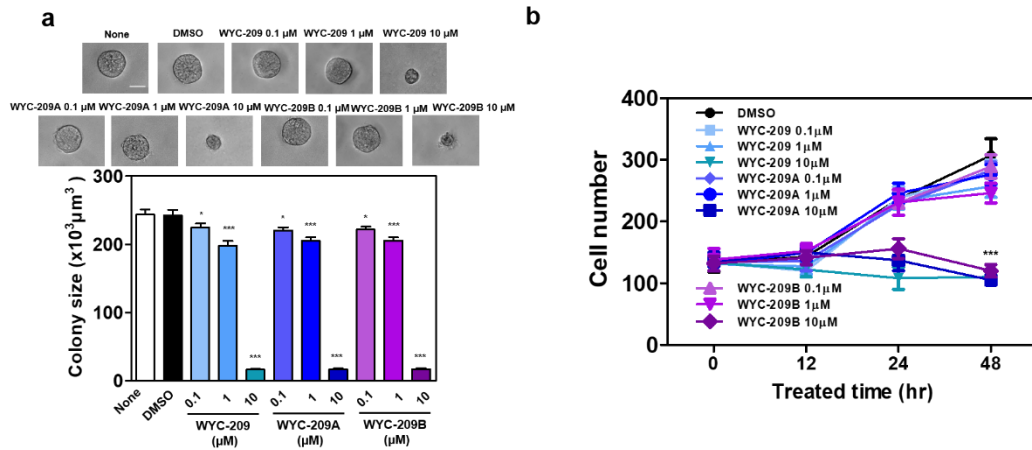 a
None DMSO WYC-209 0.1 µM WYC-209 1 µM WYC-209 10 µM
WYC-209A 0.1 µM WYC-209A 1 µM WYC-209A 10 µM WYC-209B 0.1 µM WYC-209B 1 µM WYC-209B 10 µM
Colony size (x10³µm³)
300
200
100
0
* *** *** * *** *** * *** ***
None DMSO 0.1 1 10 0.1 1 10 0.1 1 10
WYC-209 WYC-209A WYC-209B
(µM) (µM) (µM)
b
Cell number
400
300
200
100
0
DMSO
WYC-209 0.1µM
WYC-209 1µM
WYC-209 10µM
WYC-209A 0.1µM
WYC-209A 1µM
WYC-209A 10µM
WYC-209B 0.1µM
WYC-209B 1µM
WYC-209B 10µM
***
0 12 24 48
Treated time (hr)